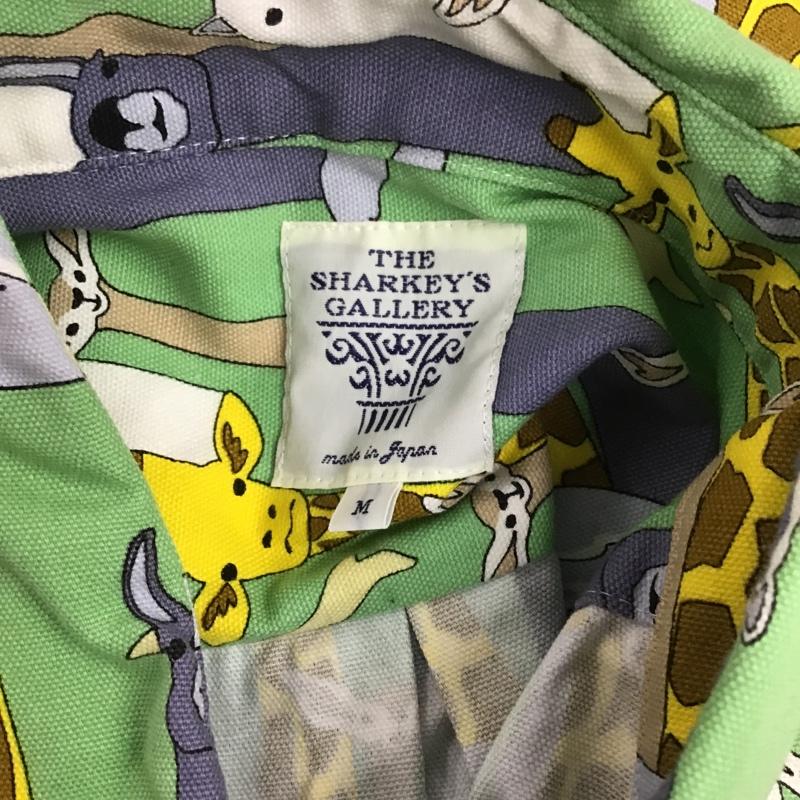 THE
SHARKEY'S
GALLERY
made in Japan
M